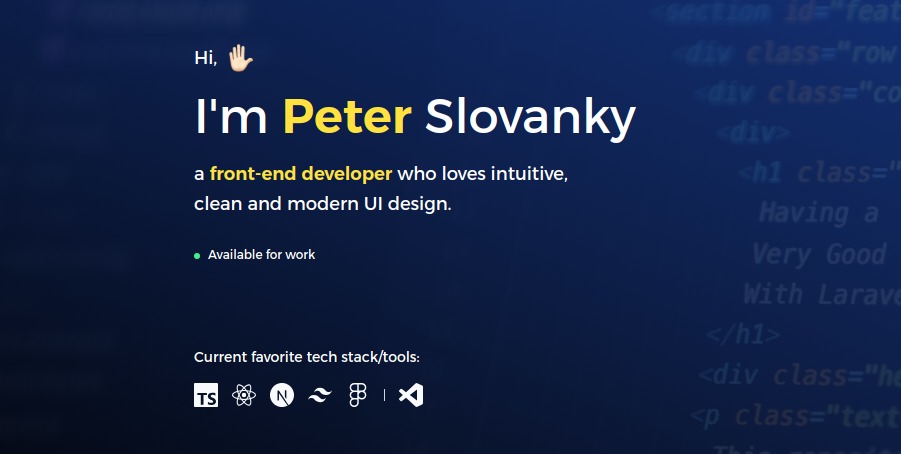 Hi, 🖐🏻
I'm Peter Slovanky
a front-end developer who loves intuitive,
clean and modern UI design.
Available for work
Current favorite tech stack/tools:
TS N
<section id="feat
<div class="row
<div class="co
<div>
<h1 class="
Having a
Very Good
With Larave
</h1>
<div class="he
<p class="text